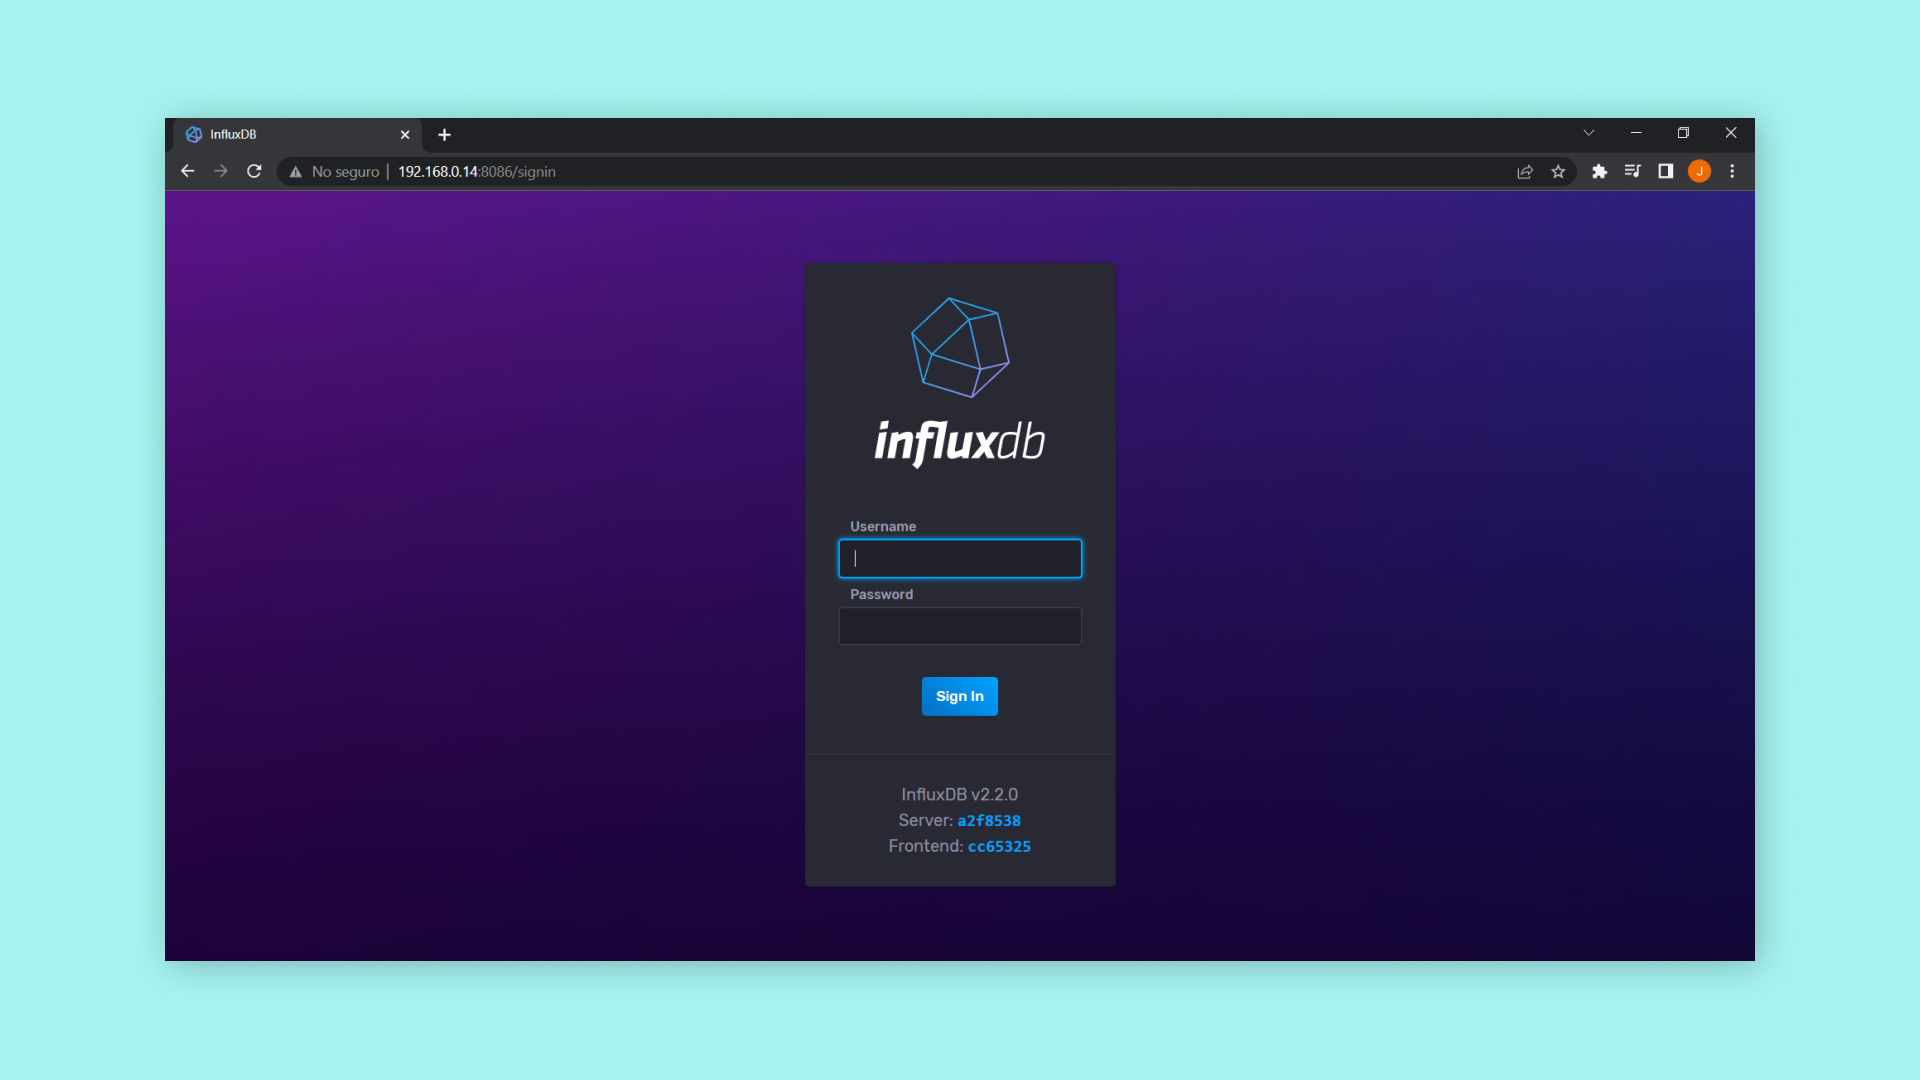 InfluxDB
No seguro | 192.168.0.14:8086/signin
J
influxdb
Username
Password
Sign In
InfluxDB v2.2.0
Server: a2f8538
Frontend: cc65325